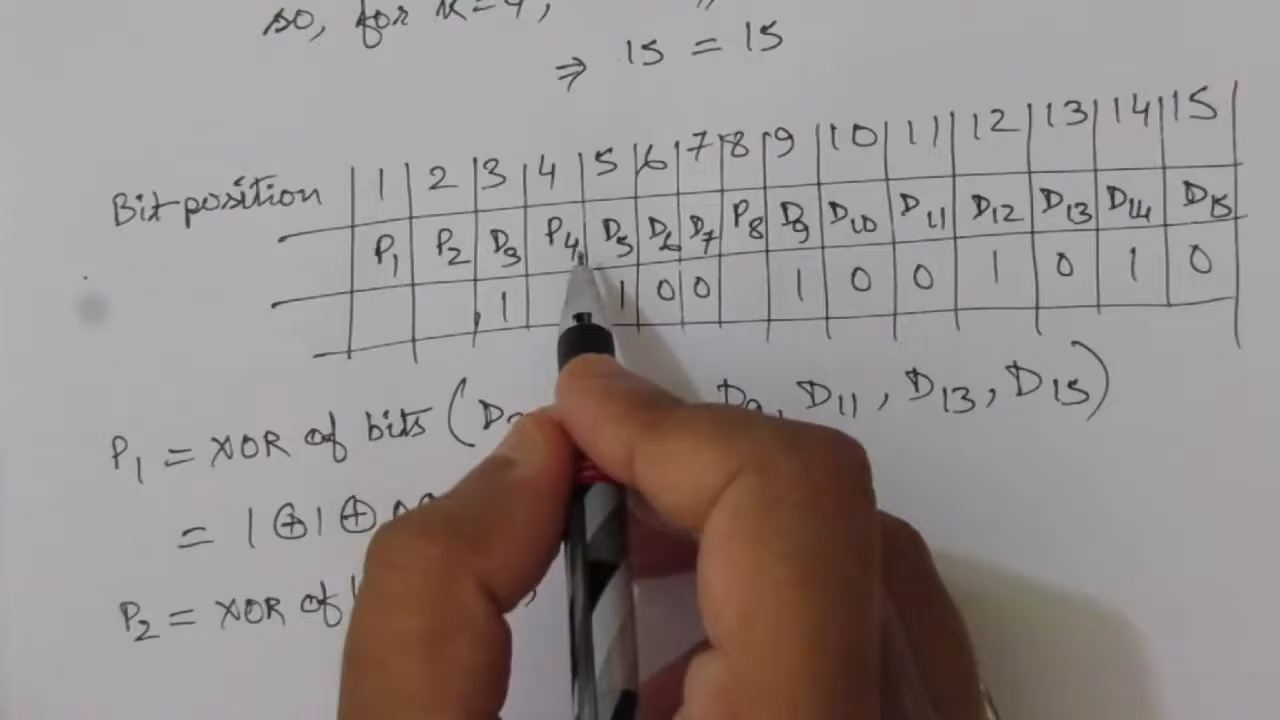 so, for k=4,
⇒ 15 = 15
Bit position 1 2 3 4 5 6 7 8 9 10 11 12 13 14 15
P1 P2 D3 P4 D5 D6 D7 P8 D9 D10 D11 D12 D13 D14 D15
1 1 0 0 1 0 0 1 0 1 0
P1 = XOR of bits (D3 D9, D11, D13, D15)
= 1 ⊕ 1 ⊕
P2 = XOR of